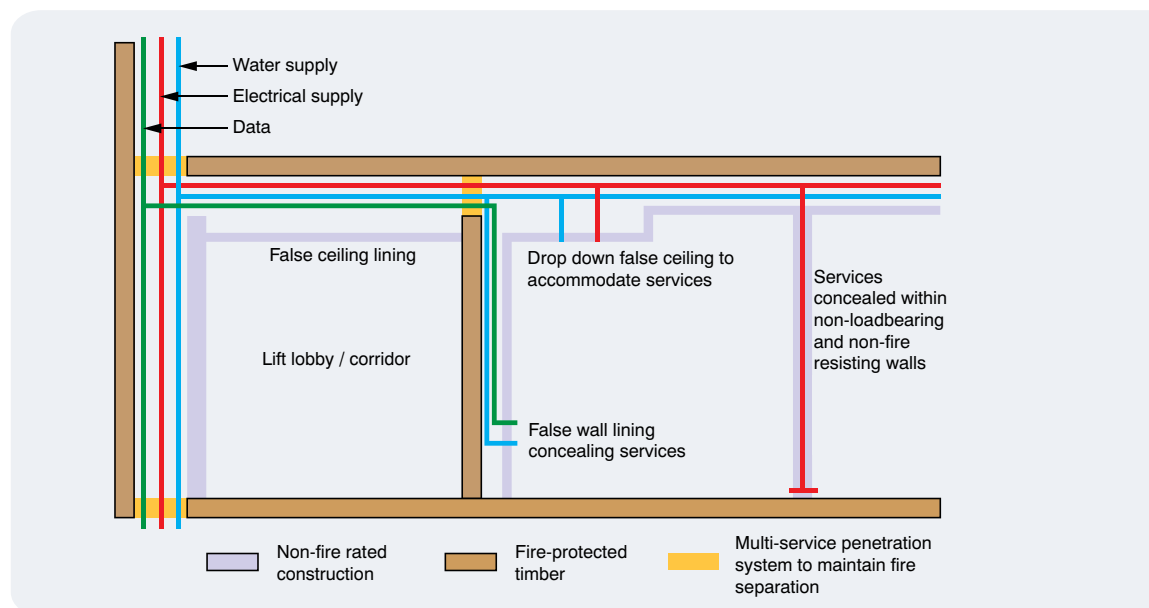 Water supply
Electrical supply
Data
False ceiling lining
Drop down false ceiling to
accommodate services
Services
concealed within
non-loadbearing
and non-fire
resisting walls
Lift lobby / corridor
False wall lining
concealing services
Non-fire rated
construction
Fire-protected
timber
Multi-service penetration
system to maintain fire
separation